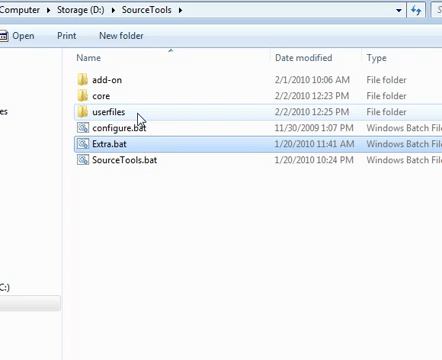 Computer ▸ Storage (D:) ▸ SourceTools ▸
Open Print New folder
Name Date modified Type
add-on 2/1/2010 10:06 AM File folder
core 2/2/2010 12:23 PM File folder
userfiles 2/2/2010 12:25 PM File folder
configure.bat 11/30/2009 1:07 PM Windows Batch File
Extra.bat 1/20/2010 11:41 AM Windows Batch File
SourceTools.bat 1/20/2010 10:24 PM Windows Batch File
es
C:)